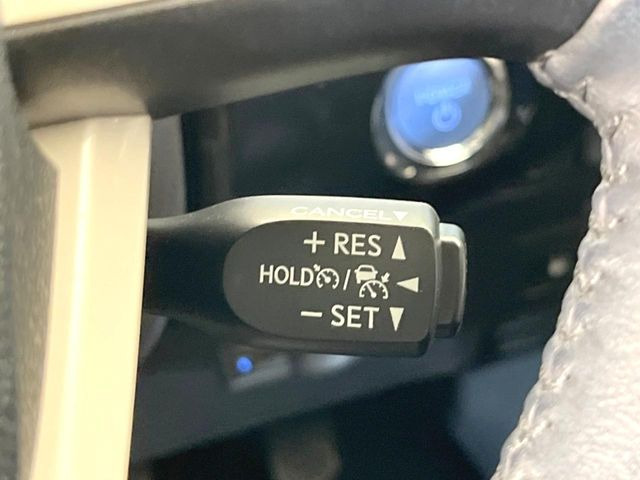 CANCEL▼
+ RES ▲
HOLD / ◀
− SET ▼